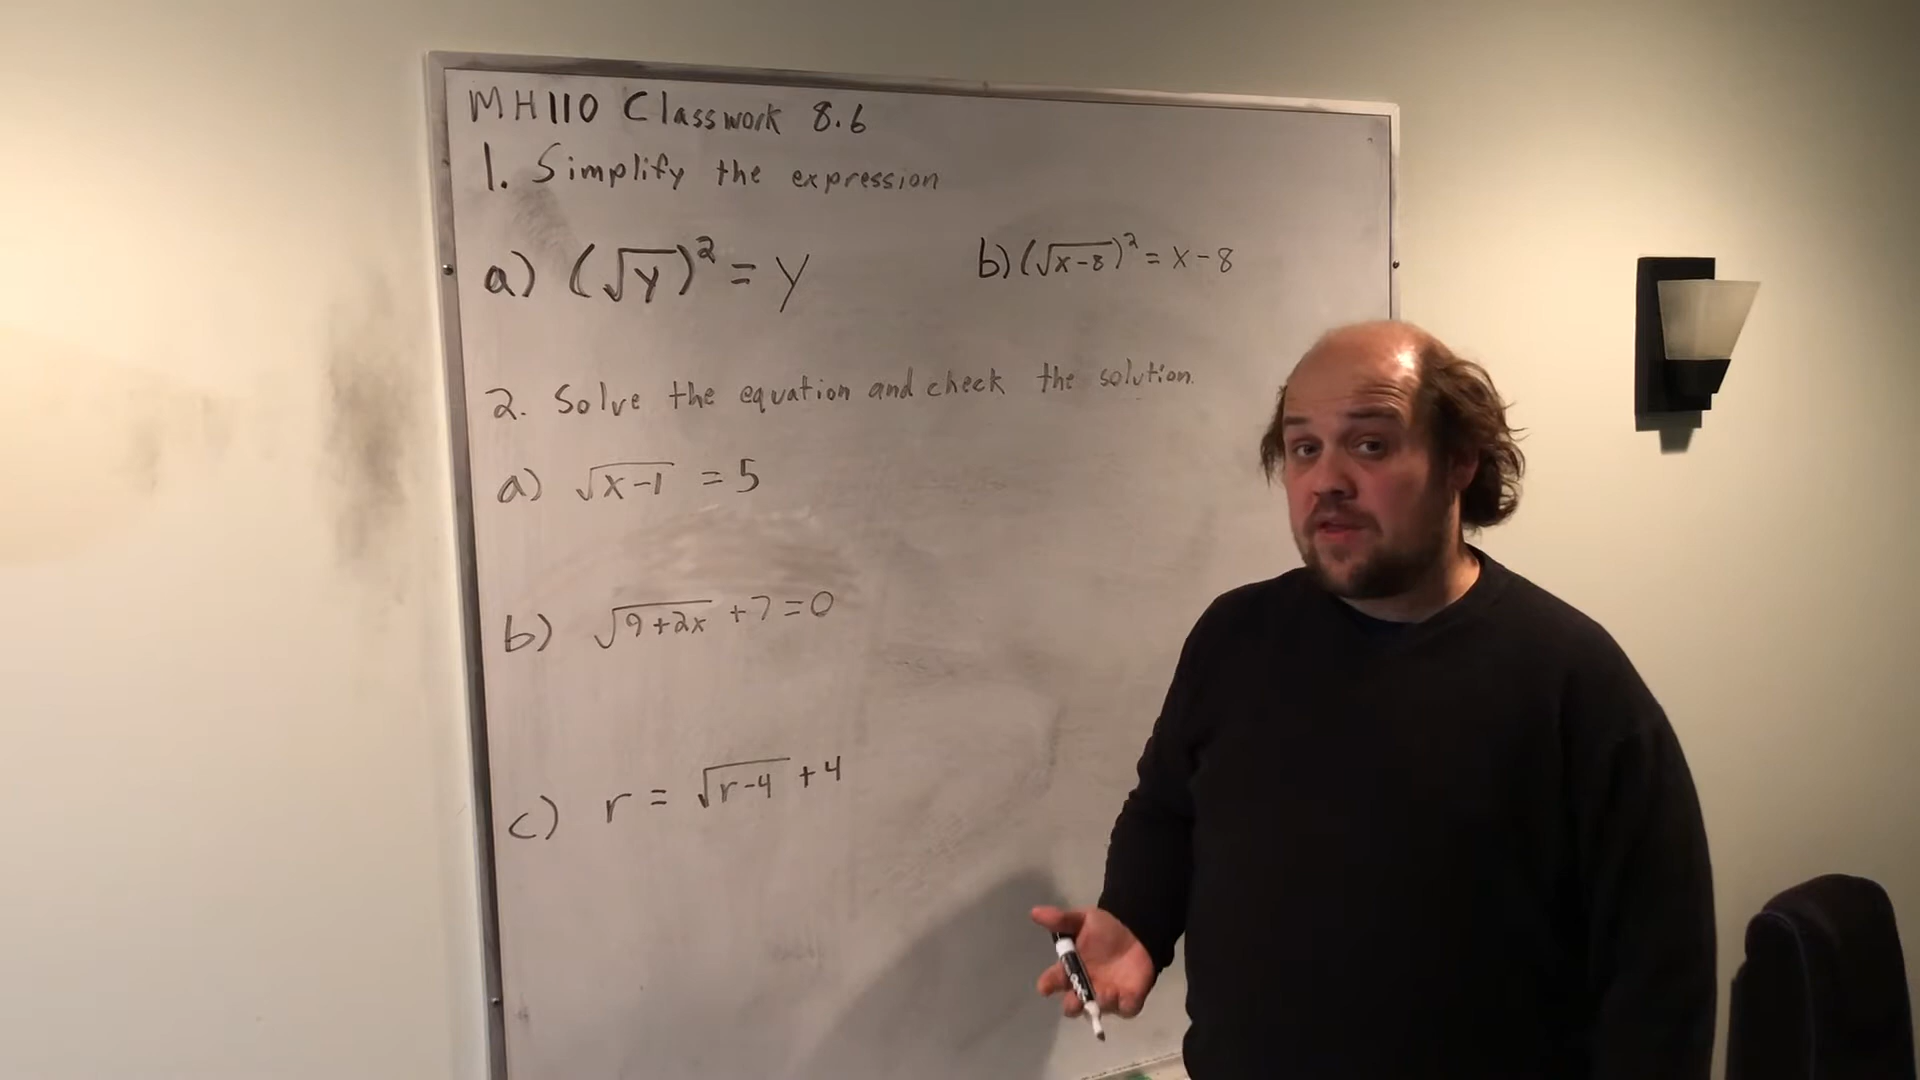 MH110 Classwork 8.6
1. Simplify the expression
a) (√y)² = y
b) (√x-8)² = x - 8
2. Solve the equation and check the solution.
a) √x-1 = 5
b) √9+2x + 7 = 0
c) r = √r-4 + 4